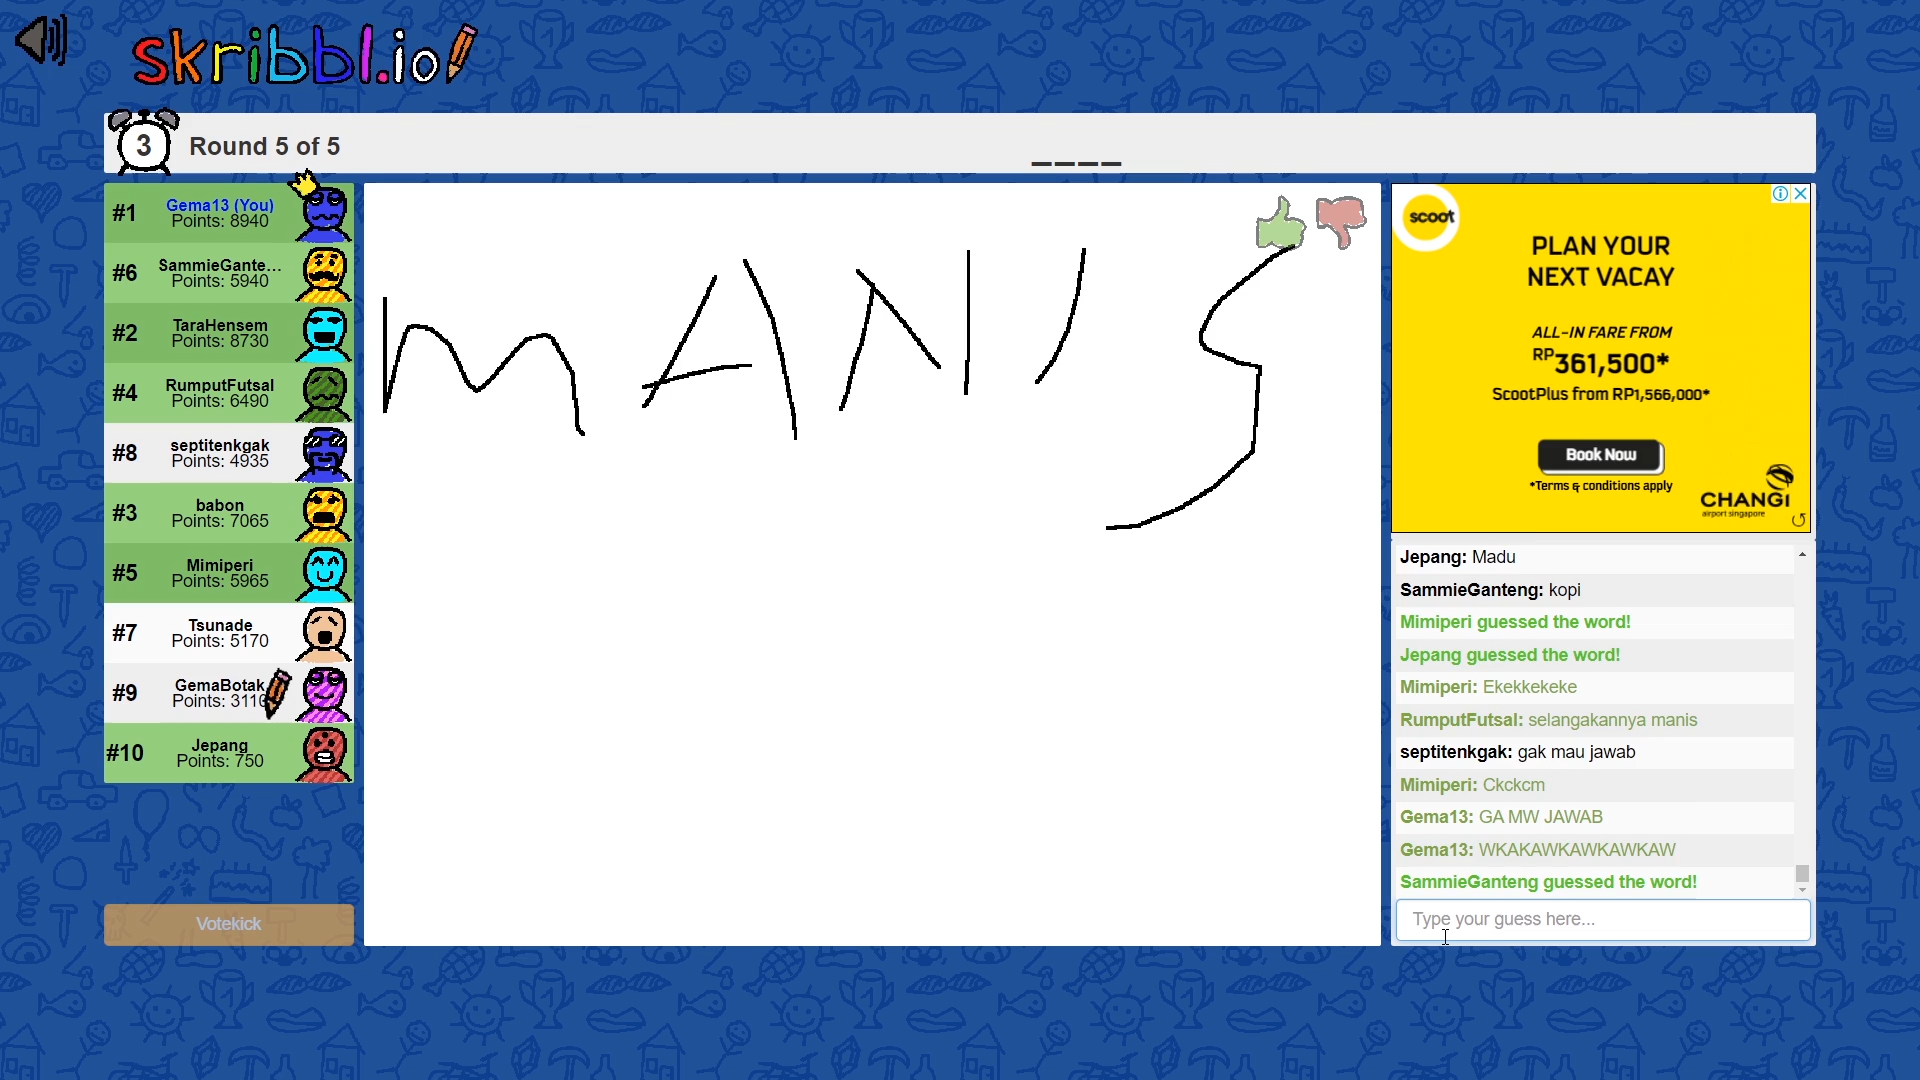 skribbl.io
3 Round 5 of 5
____
#1 Gema13 (You)
Points: 8940
#6 SammieGante...
Points: 5940
#2 TaraHensem
Points: 8730
#4 RumputFutsal
Points: 6490
#8 septitenkgak
Points: 4935
#3 babon
Points: 7065
#5 Mimiperi
Points: 5965
#7 Tsunade
Points: 5170
#9 GemaBotak
Points: 3110
#10 Jepang
Points: 750
Votekick
MANIS
scoot
PLAN YOUR
NEXT VACAY
ALL-IN FARE FROM
RP361,500*
ScootPlus from RP1,566,000*
Book Now
*Terms & conditions apply
CHANGI
airport singapore
Jepang: Madu
SammieGanteng: kopi
Mimiperi guessed the word!
Jepang guessed the word!
Mimiperi: Ekekkekeke
RumputFutsal: selangakannya manis
septitenkgak: gak mau jawab
Mimiperi: Ckckcm
Gema13: GA MW JAWAB
Gema13: WKAKAWKAWKAWKAW
SammieGanteng guessed the word!
Type your guess here...